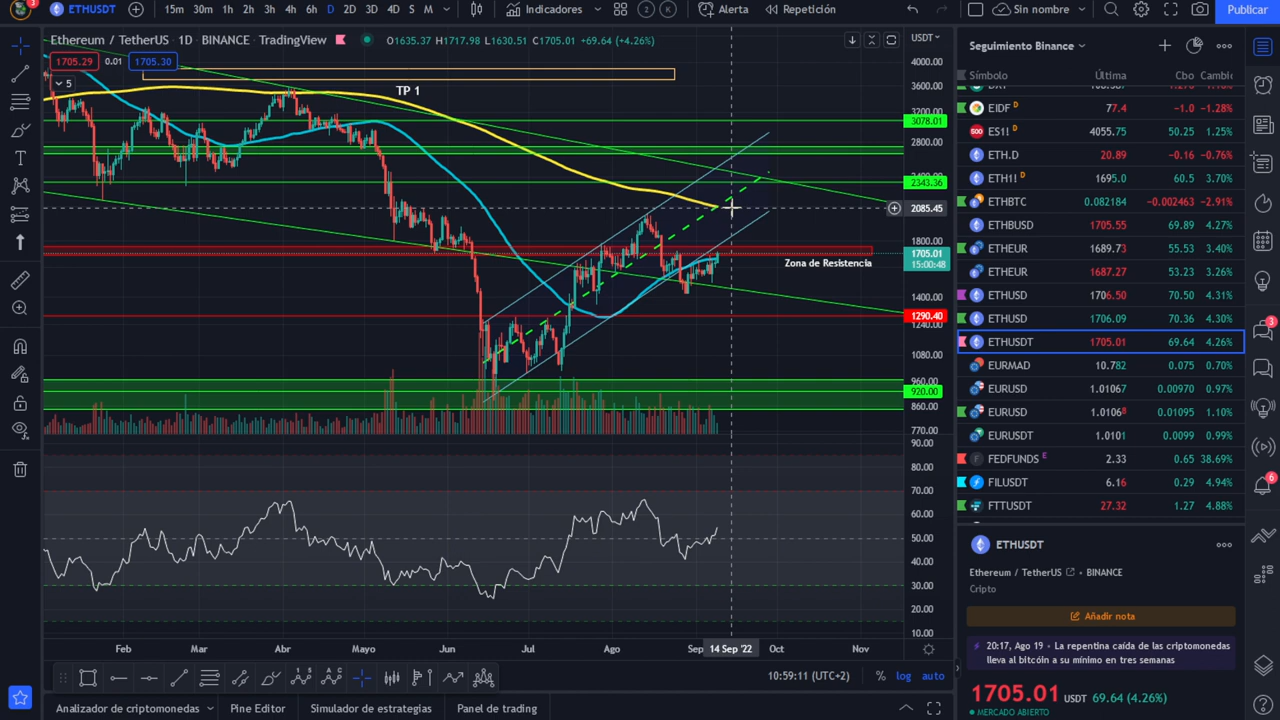 3
ETHUSDT
15m 30m 1h 2h 3h 4h 6h D 2D 3D 4D S M
Indicadores
2 K
Alerta
Repetición
Sin nombre
Publicar
Ethereum / TetherUS · 1D · BINANCE · TradingView
O1635.37 H1717.98 L1630.51 C1705.01 +69.64 (+4.26%)
USDT
1705.29 0.01 1705.30
5
TP 1
Zona de Resistencia
4000.00
3600.00
3200.00
3078.01
2800.00
2400.00
2343.36
2085.45
1800.00
1705.01
15:00:48
1400.00
1290.40
1240.00
1080.00
960.00
920.00
860.00
770.00
90.00
80.00
70.00
60.00
50.00
40.00
30.00
20.00
10.00
Feb Mar Abr Mayo Jun Jul Ago Sep 14 Sep '22 Oct Nov
10:59:11 (UTC+2) % log auto
Analizador de criptomonedas
Pine Editor
Simulador de estrategias
Panel de trading
Seguimiento Binance
Símbolo Última Cbo Cambic
EIDF D 77.4 -1.0 -1.28%
500 ES1! D 4055.75 50.25 1.25%
ETH.D 20.89 -0.16 -0.76%
ETH1! D 1695.0 60.5 3.70%
ETHBTC 0.082184 -0.002463 -2.91%
ETHBUSD 1705.55 69.89 4.27%
ETHEUR 1689.73 55.53 3.40%
ETHEUR 1687.27 53.23 3.26%
ETHUSD 1706.50 70.50 4.31%
ETHUSD 1706.09 70.36 4.30%
ETHUSDT 1705.01 69.64 4.26%
EURMAD 10.782 0.075 0.70%
EURUSD 1.01067 0.00970 0.97%
EURUSD 1.01068 0.01095 1.10%
EURUSDT 1.0101 0.0099 0.99%
F FEDFUNDS E 2.33 0.65 38.69%
FILUSDT 6.16 0.29 4.94%
FTTUSDT 27.32 1.27 4.88%
ETHUSDT
Ethereum / TetherUS · BINANCE
Cripto
Añadir nota
20:17, Ago 19 · La repentina caída de las criptomonedas
lleva al bitcóin a su mínimo en tres semanas
1705.01 USDT 69.64 (4.26%)
MERCADO ABIERTO
3
6